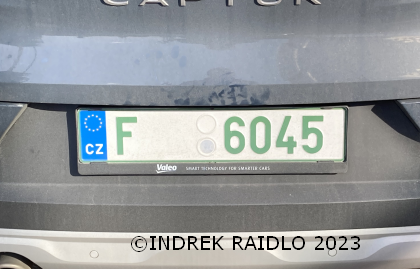 CAPTUR
CZ F 6045
Valeo SMART TECHNOLOGY FOR SMARTER CARS
©INDREK RAIDLO 2023